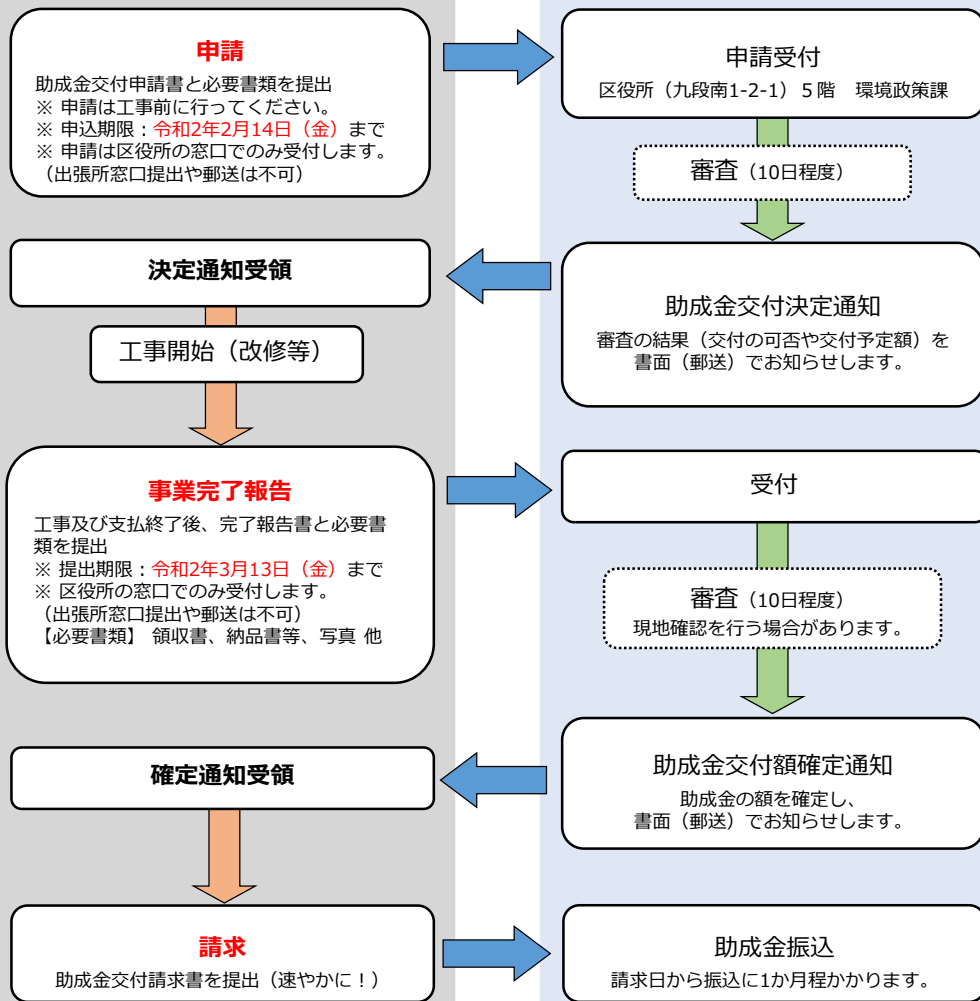 申請
助成金交付申請書と必要書類を提出
※ 申請は工事前に行ってください。
※ 申込期限：令和2年2月14日（金）まで
※ 申請は区役所の窓口でのみ受付します。
（出張所窓口提出や郵送は不可）
申請受付
区役所（九段南1-2-1）５階　環境政策課
審査（10日程度）
助成金交付決定通知
審査の結果（交付の可否や交付予定額）を
書面（郵送）でお知らせします。
決定通知受領
工事開始（改修等）
事業完了報告
工事及び支払終了後、完了報告書と必要書
類を提出
※ 提出期限：令和2年3月13日（金）まで
※ 区役所の窓口でのみ受付します。
（出張所窓口提出や郵送は不可）
【必要書類】 領収書、納品書等、写真 他
受付
審査（10日程度）
現地確認を行う場合があります。
助成金交付額確定通知
助成金の額を確定し、
書面（郵送）でお知らせします。
確定通知受領
請求
助成金交付請求書を提出（速やかに！）
助成金振込
請求日から振込に1か月程かかります。